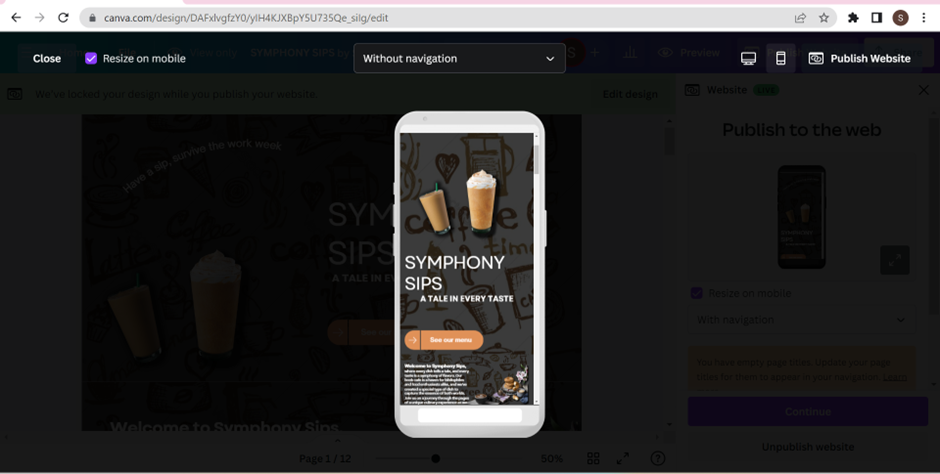 canva.com/design/DAFxlvgfzY0/yIH4KJXBpY5U735Qe_silg/edit
S
Close
Resize on mobile
Without navigation
Publish Website
SYMPHONY SIPS by
S
Preview
We've locked your design while you publish your website.
Edit design
Website
LIVE
Publish to the web
Have a sip, survive the work week
SYM
SIPS
A TALE IN EV
SYMPHONY
SIPS
A TALE IN EVERY TASTE
See our menu
Welcome to Symphony Sips,
Resize on mobile
With navigation
You have empty page titles. Update your page
titles for them to appear in your navigation. Learn
Continue
Unpublish website
Welcome to Symphony Sips
Page 1 / 12
50%